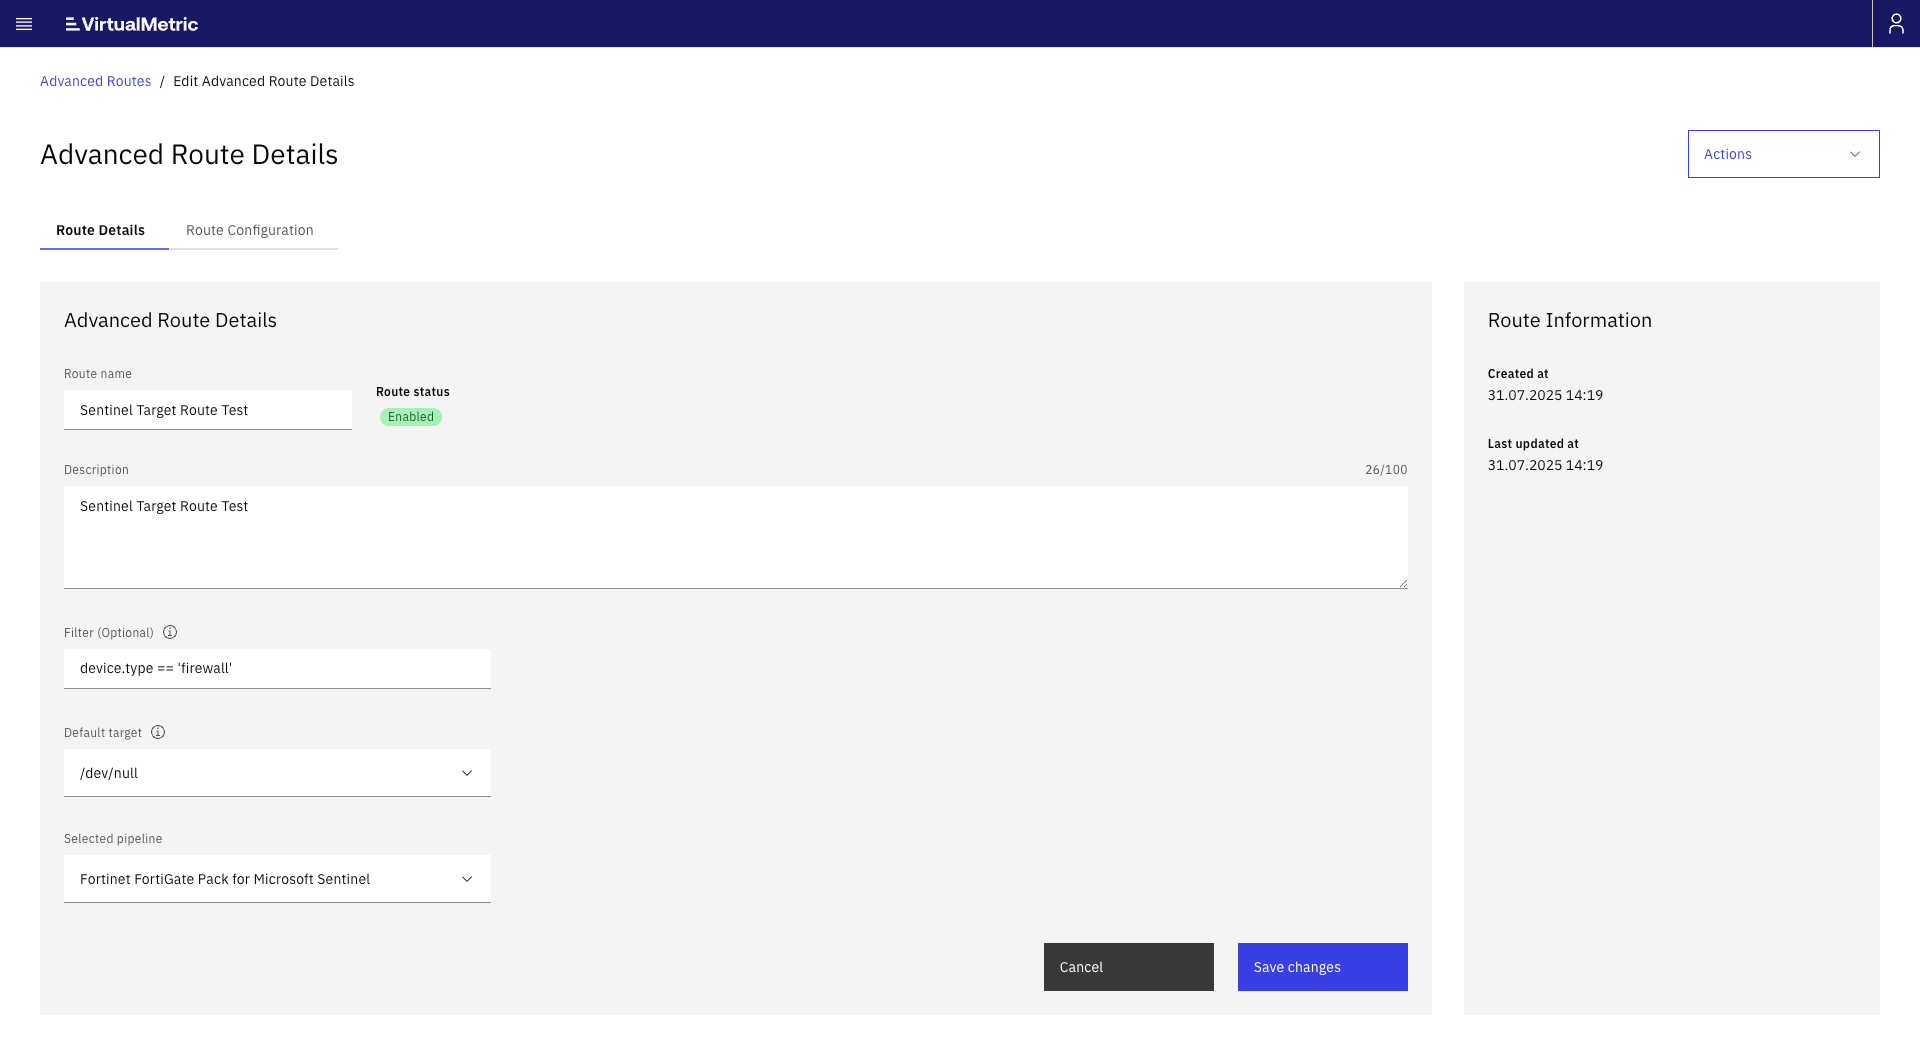 VirtualMetric
Advanced Routes / Edit Advanced Route Details
Advanced Route Details
Actions
Route Details
Route Configuration
Advanced Route Details
Route name
Sentinel Target Route Test
Route status
Enabled
Description
26/100
Sentinel Target Route Test
Filter (Optional)
device.type == 'firewall'
Default target
/dev/null
Selected pipeline
Fortinet FortiGate Pack for Microsoft Sentinel
Cancel
Save changes
Route Information
Created at
31.07.2025 14:19
Last updated at
31.07.2025 14:19